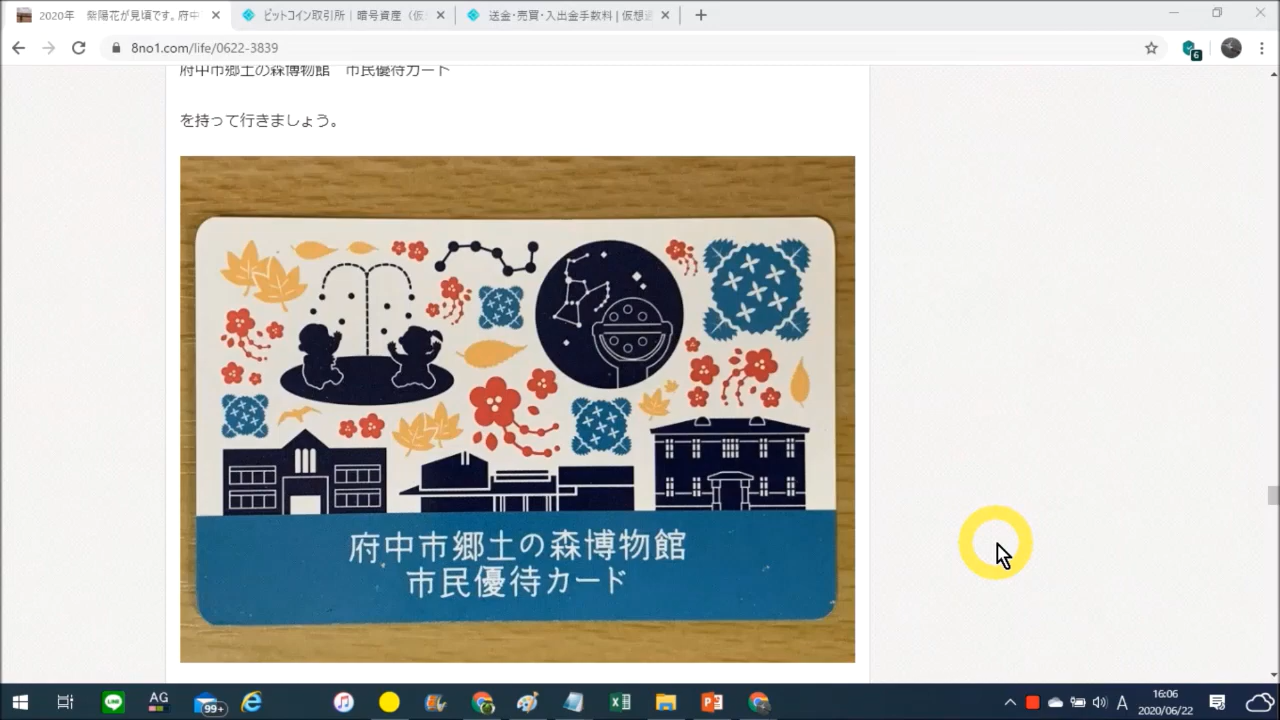 2020年　紫陽花が見頃です。府中
ビットコイン取引所｜暗号資産（仮
送金・売買・入出金手数料 | 仮想
8no1.com/life/0622-3839
府中市郷土の森博物館　市民優待カード
を持って行きましょう。
府中市郷土の森博物館
市民優待カード
LINE
AG
99+
6
A
16:06
2020/06/22